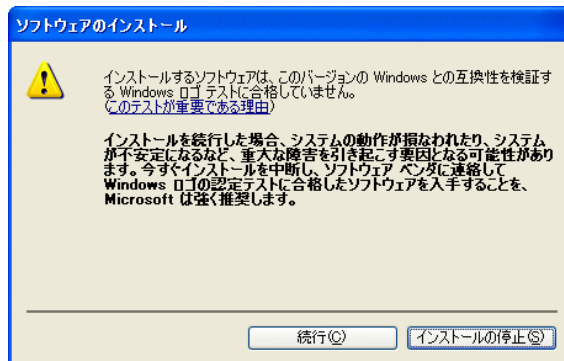 ソフトウェアのインストール
インストールするソフトウェアは、このバージョンの Windows との互換性を検証す
る Windows ロゴ テストに合格していません。
(このテストが重要である理由)
インストールを続行した場合、システムの動作が損なわれたり、システム
が不安定になるなど、重大な障害を引き起こす要因となる可能性があり
ます。今すぐインストールを中断し、ソフトウェア ベンダに連絡して
Windows ロゴの認定テストに合格したソフトウェアを入手することを、
Microsoft は強く推奨します。
続行(C)
インストールの停止(S)